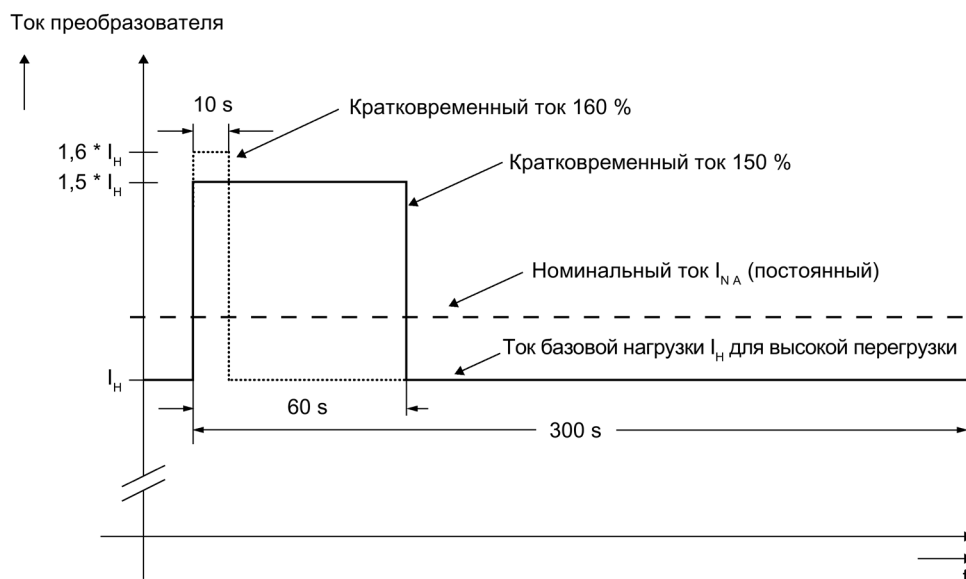 Ток преобразователя
10 s
Кратковременный ток 160 %
1,6 * I_H
Кратковременный ток 150 %
1,5 * I_H
Номинальный ток I_N A (постоянный)
Ток базовой нагрузки I_H для высокой перегрузки
I_H
60 s
300 s